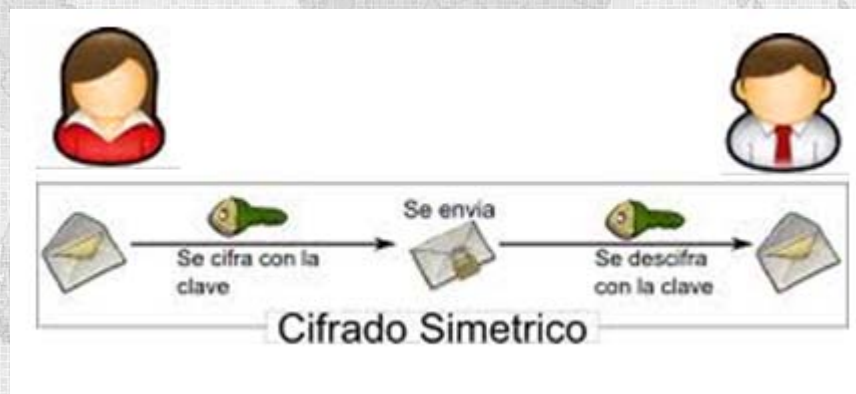 Se envia
Se cifra con la
clave
Se descifra
con la clave
Cifrado Simetrico